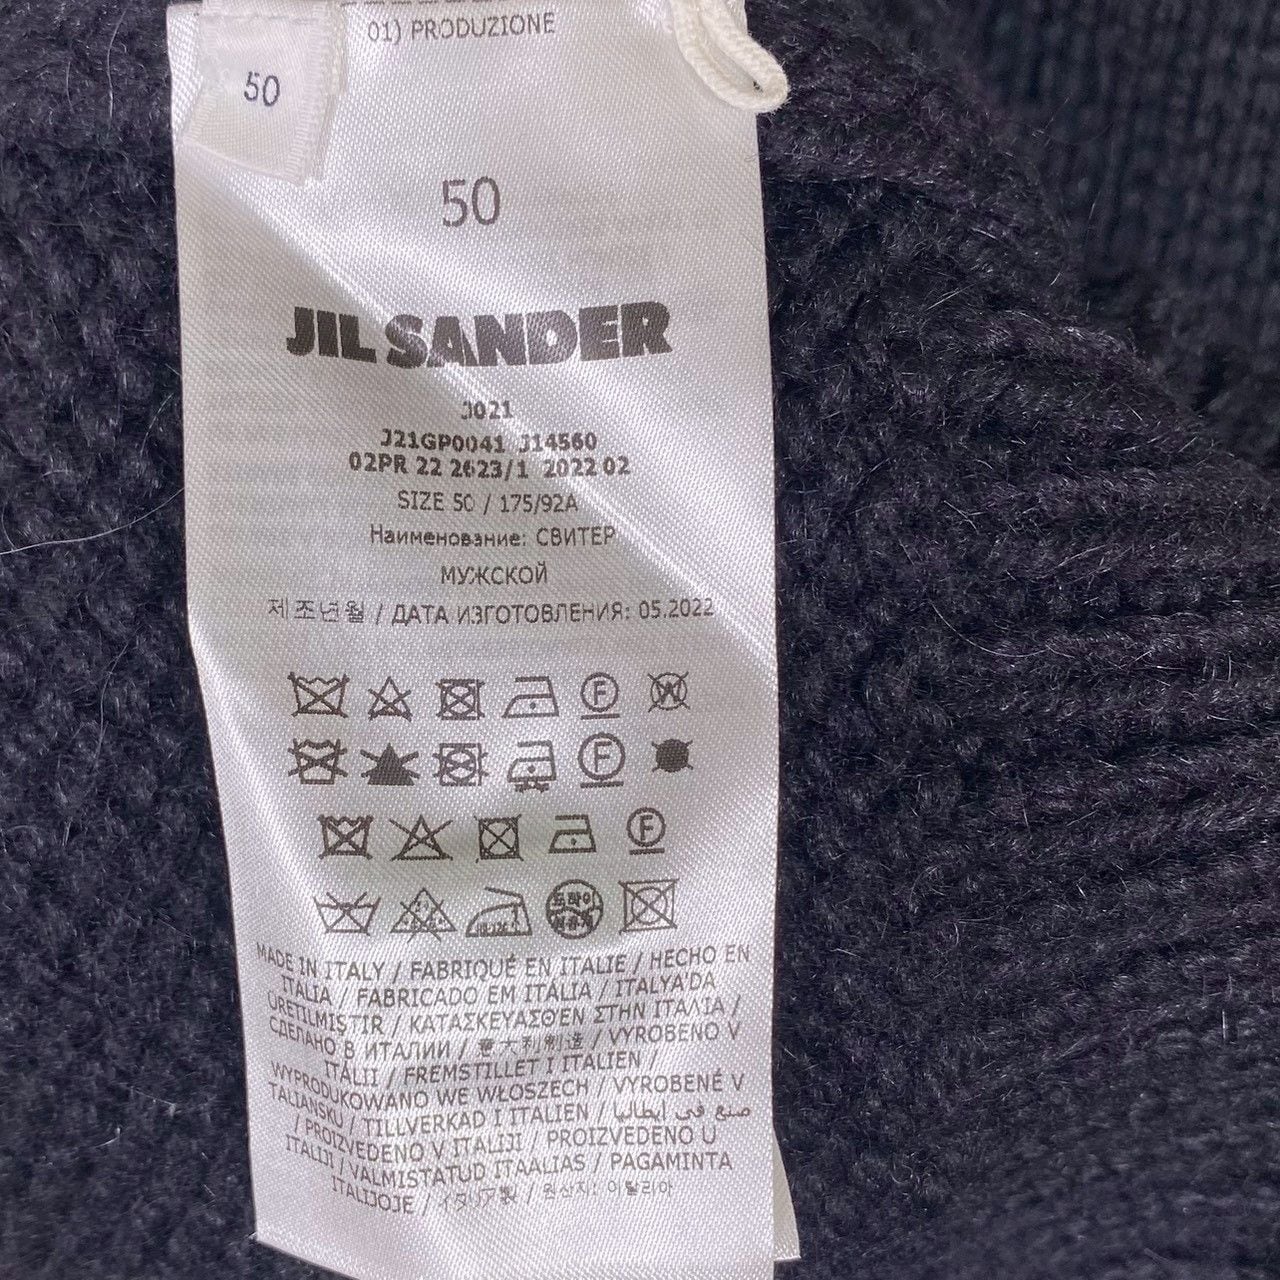 01) PRODUZIONE
50
50
JIL SANDER
J021
J21GP0041 J14560
02PR 22 2623/1 2022 02
SIZE 50 / 175/92A
Наименование: СВИТЕР
МУЖСКОЙ
제조년월 / ДАТА ИЗГОТОВЛЕНИЯ: 05.2022
F W
F
F
드라이
MADE IN ITALY / FABRIQUÉ EN ITALIE / HECHO EN
ITALIA / FABRICADO EM ITÁLIA / ITALYA'DA
ÜRETILMIŞTIR / ΚΑΤΑΣΚΕΥΑΣΘΕΝ ΣΤΗΝ ΙΤΑΛΙΑ /
СДЕЛАНО В ИТАЛИИ / 意大利制造 / VYROBENO V
ITÁLII / FREMSTILLET I ITALIEN /
WYPRODUKOWANO WE WŁOSZECH / VYROBENÉ V
TALIANSKU / TILLVERKAD I ITALIEN / صنع في ايطاليا
/ PROIZVEDENO V ITALIJI / PROIZVEDENO U
ITALIJI / VALMISTATUD ITAALIAS / PAGAMINTA
ITALIJOJE / イタリア製 / 원산지: 이탈리아